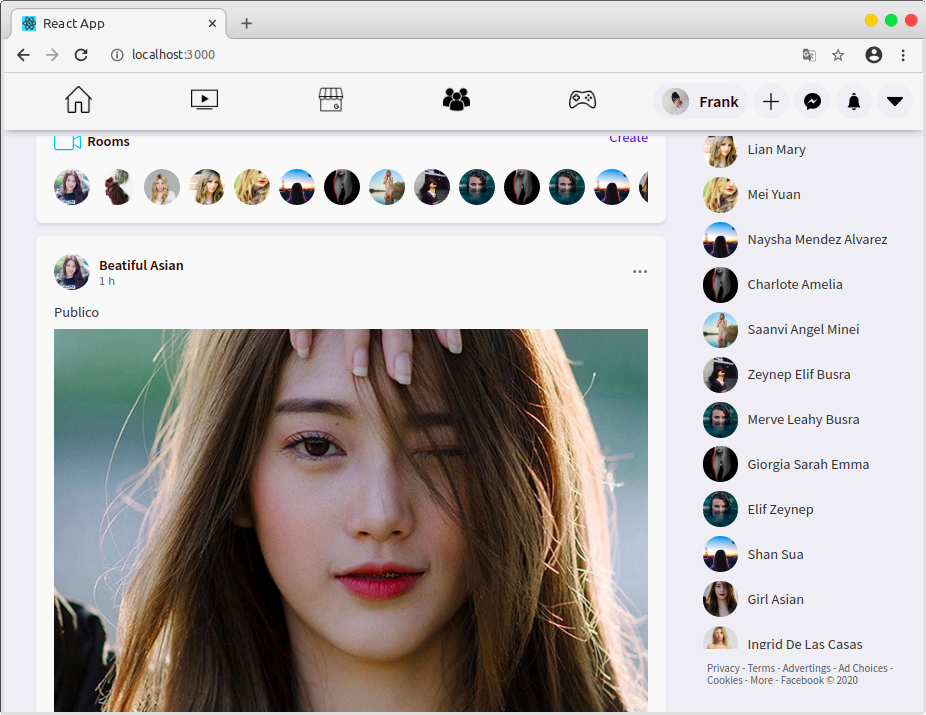 React App
localhost:3000
Frank
Rooms
Create
Beatiful Asian
1 h
Publico
Lian Mary
Mei Yuan
Naysha Mendez Alvarez
Charlote Amelia
Saanvi Angel Minei
Zeynep Elif Busra
Merve Leahy Busra
Giorgia Sarah Emma
Elif Zeynep
Shan Sua
Girl Asian
Ingrid De Las Casas
Privacy - Terms - Advertings - Ad Choices -
Cookies - More - Facebook © 2020